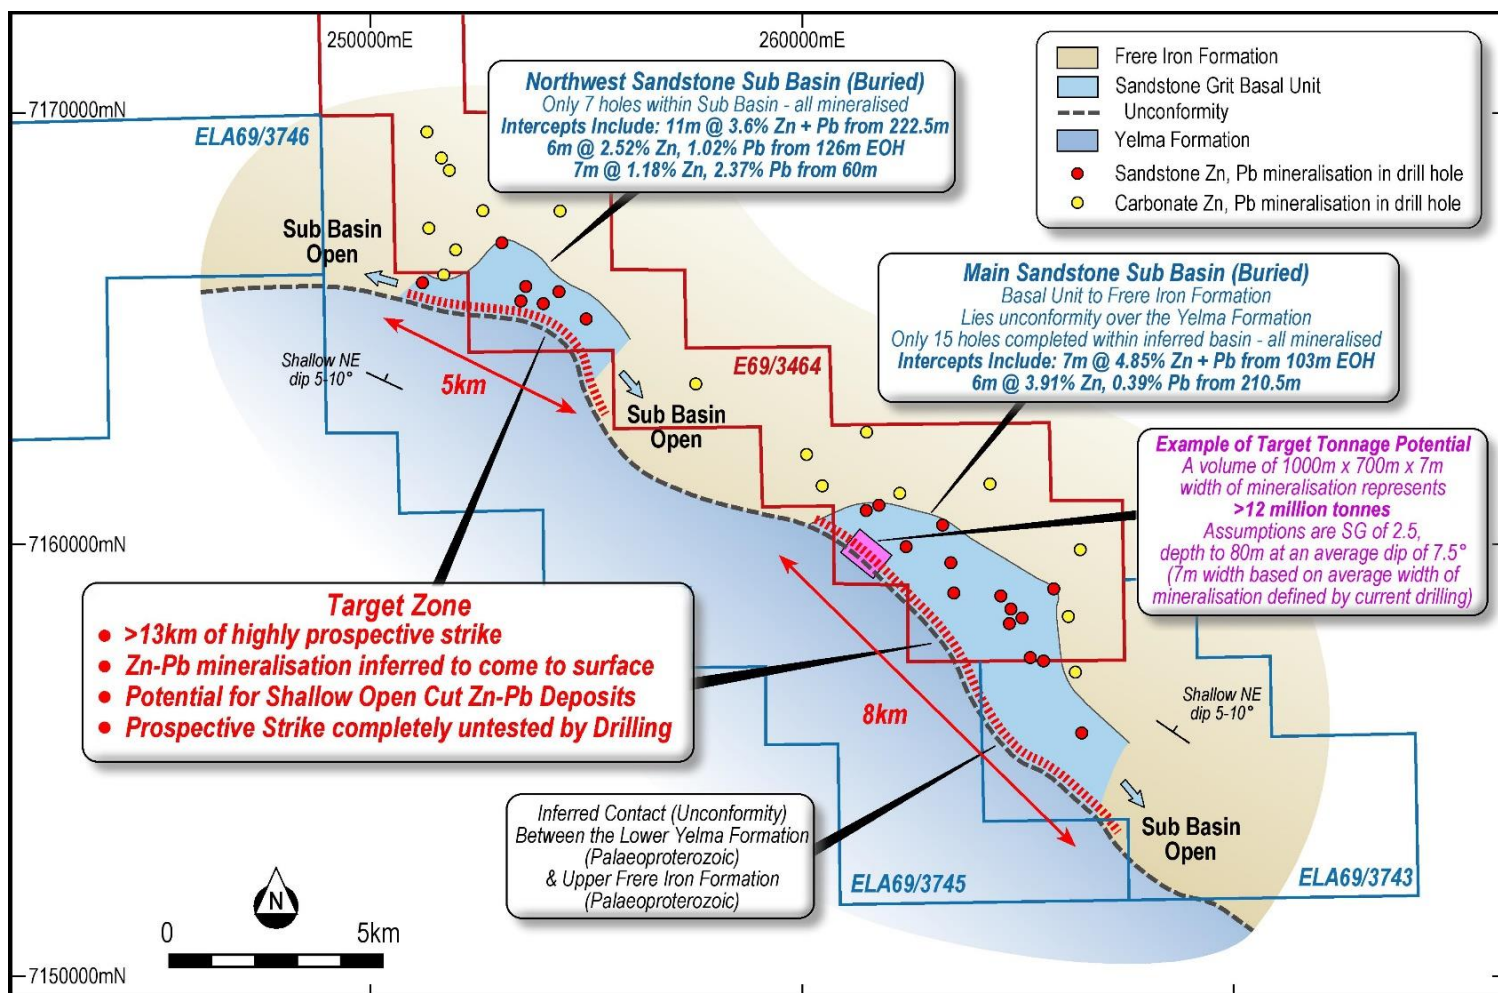 250000mE
260000mE
7170000mN
7160000mN
7150000mN
Frere Iron Formation
Sandstone Grit Basal Unit
Unconformity
Yelma Formation
Sandstone Zn, Pb mineralisation in drill hole
Carbonate Zn, Pb mineralisation in drill hole
Northwest Sandstone Sub Basin (Buried)
Only 7 holes within Sub Basin - all mineralised
Intercepts Include: 11m @ 3.6% Zn + Pb from 222.5m
6m @ 2.52% Zn, 1.02% Pb from 126m EOH
7m @ 1.18% Zn, 2.37% Pb from 60m
ELA69/3746
Sub Basin
Open
Main Sandstone Sub Basin (Buried)
Basal Unit to Frere Iron Formation
Lies unconformity over the Yelma Formation
Only 15 holes completed within inferred basin - all mineralised
Intercepts Include: 7m @ 4.85% Zn + Pb from 103m EOH
6m @ 3.91% Zn, 0.39% Pb from 210.5m
Shallow NE
dip 5-10°
5km
E69/3464
Sub Basin
Open
Example of Target Tonnage Potential
A volume of 1000m x 700m x 7m
width of mineralisation represents
>12 million tonnes
Assumptions are SG of 2.5,
depth to 80m at an average dip of 7.5°
(7m width based on average width of
mineralisation defined by current drilling)
Target Zone
>13km of highly prospective strike
Zn-Pb mineralisation inferred to come to surface
Potential for Shallow Open Cut Zn-Pb Deposits
Prospective Strike completely untested by Drilling
8km
Shallow NE
dip 5-10°
Inferred Contact (Unconformity)
Between the Lower Yelma Formation
(Palaeoproterozoic)
& Upper Frere Iron Formation
(Palaeoproterozoic)
Sub Basin
Open
ELA69/3745
ELA69/3743
N
0 5km